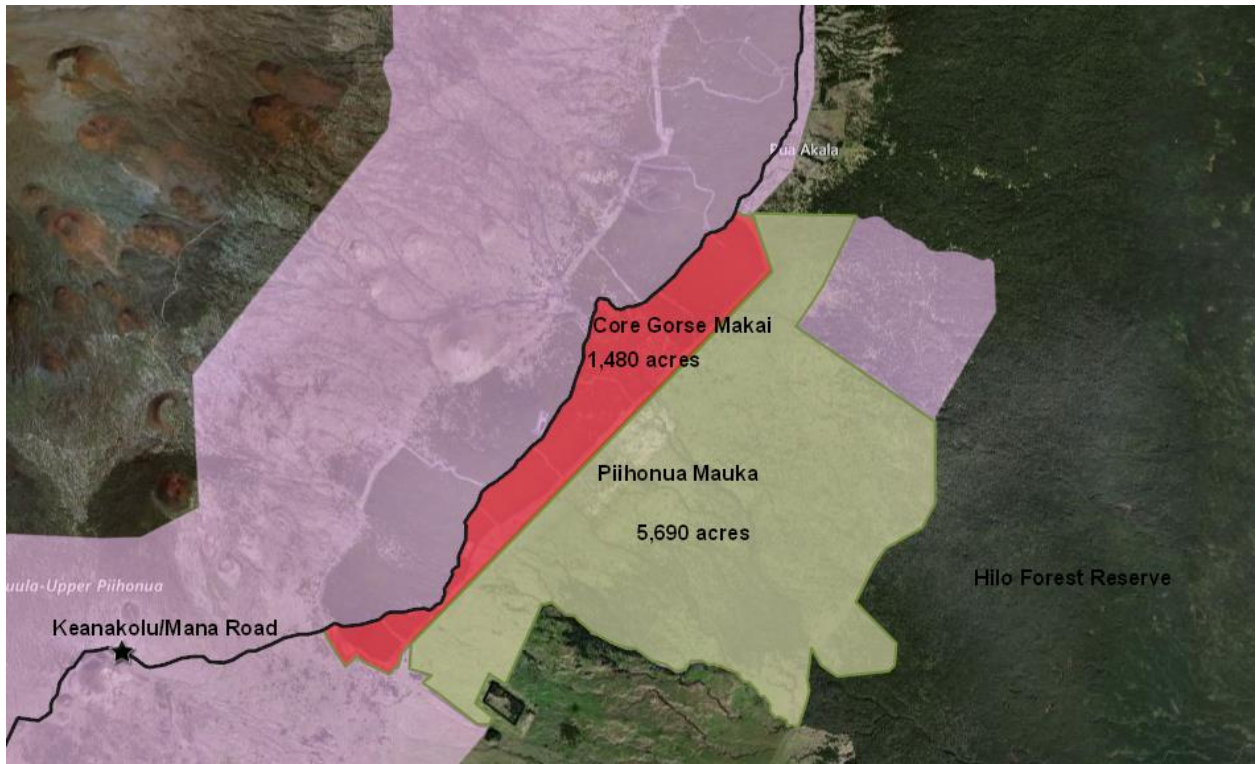 Pua Akala
Core Gorse Makai
1,480 acres
Piihonua Mauka
5,690 acres
Hilo Forest Reserve
uula-Upper Piihonua
Keanakolu/Mana Road